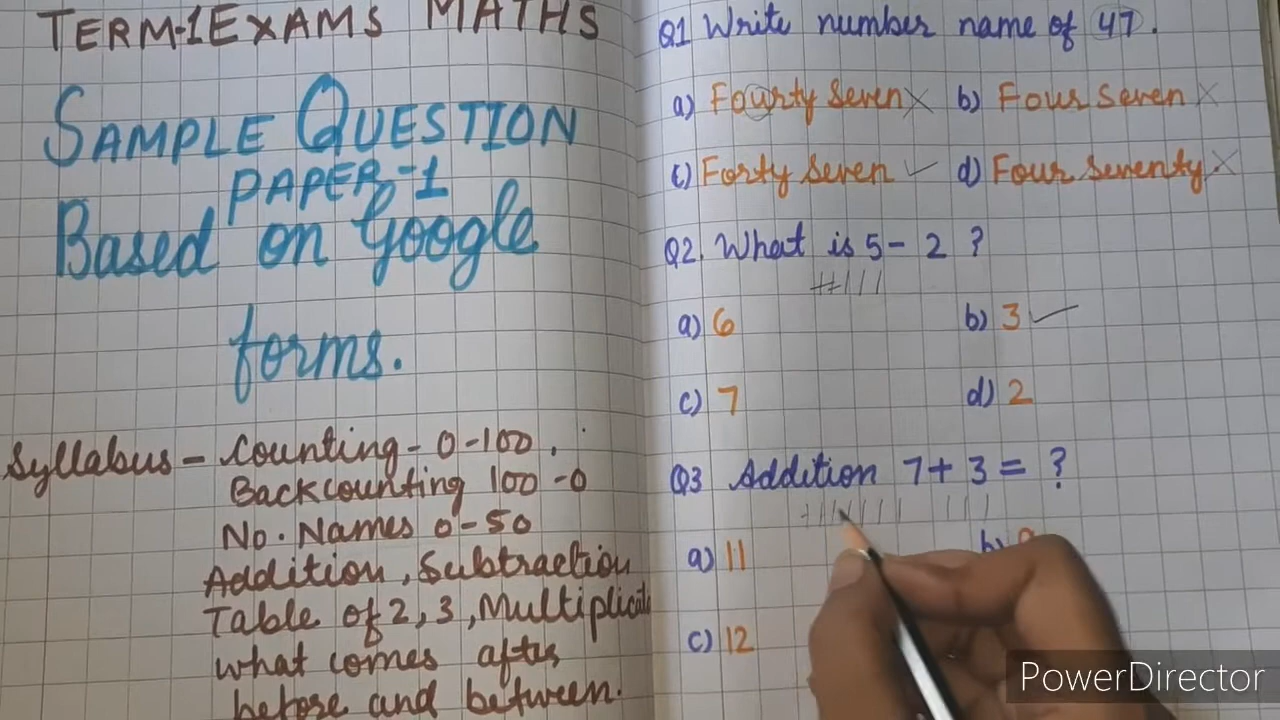 TERM-1 EXAMS MATHS
SAMPLE QUESTION
PAPER-1
Based on Google
forms.
Syllabus - Counting - 0-100.
Backcounting 100-0
No. Names 0-50
Addition, Subtraction
Table of 2, 3, Multiplicati
what comes after
before and between.
Q1 Write number name of 47.
a) Fourty Seven × b) Four Seven ×
c) Forty Seven ✓ d) Four Seventy ×
Q2. What is 5 - 2 ?
a) 6 b) 3 ✓
c) 7 d) 2
Q3 Addition 7 + 3 = ?
a) 11 b)
c) 12
PowerDirector